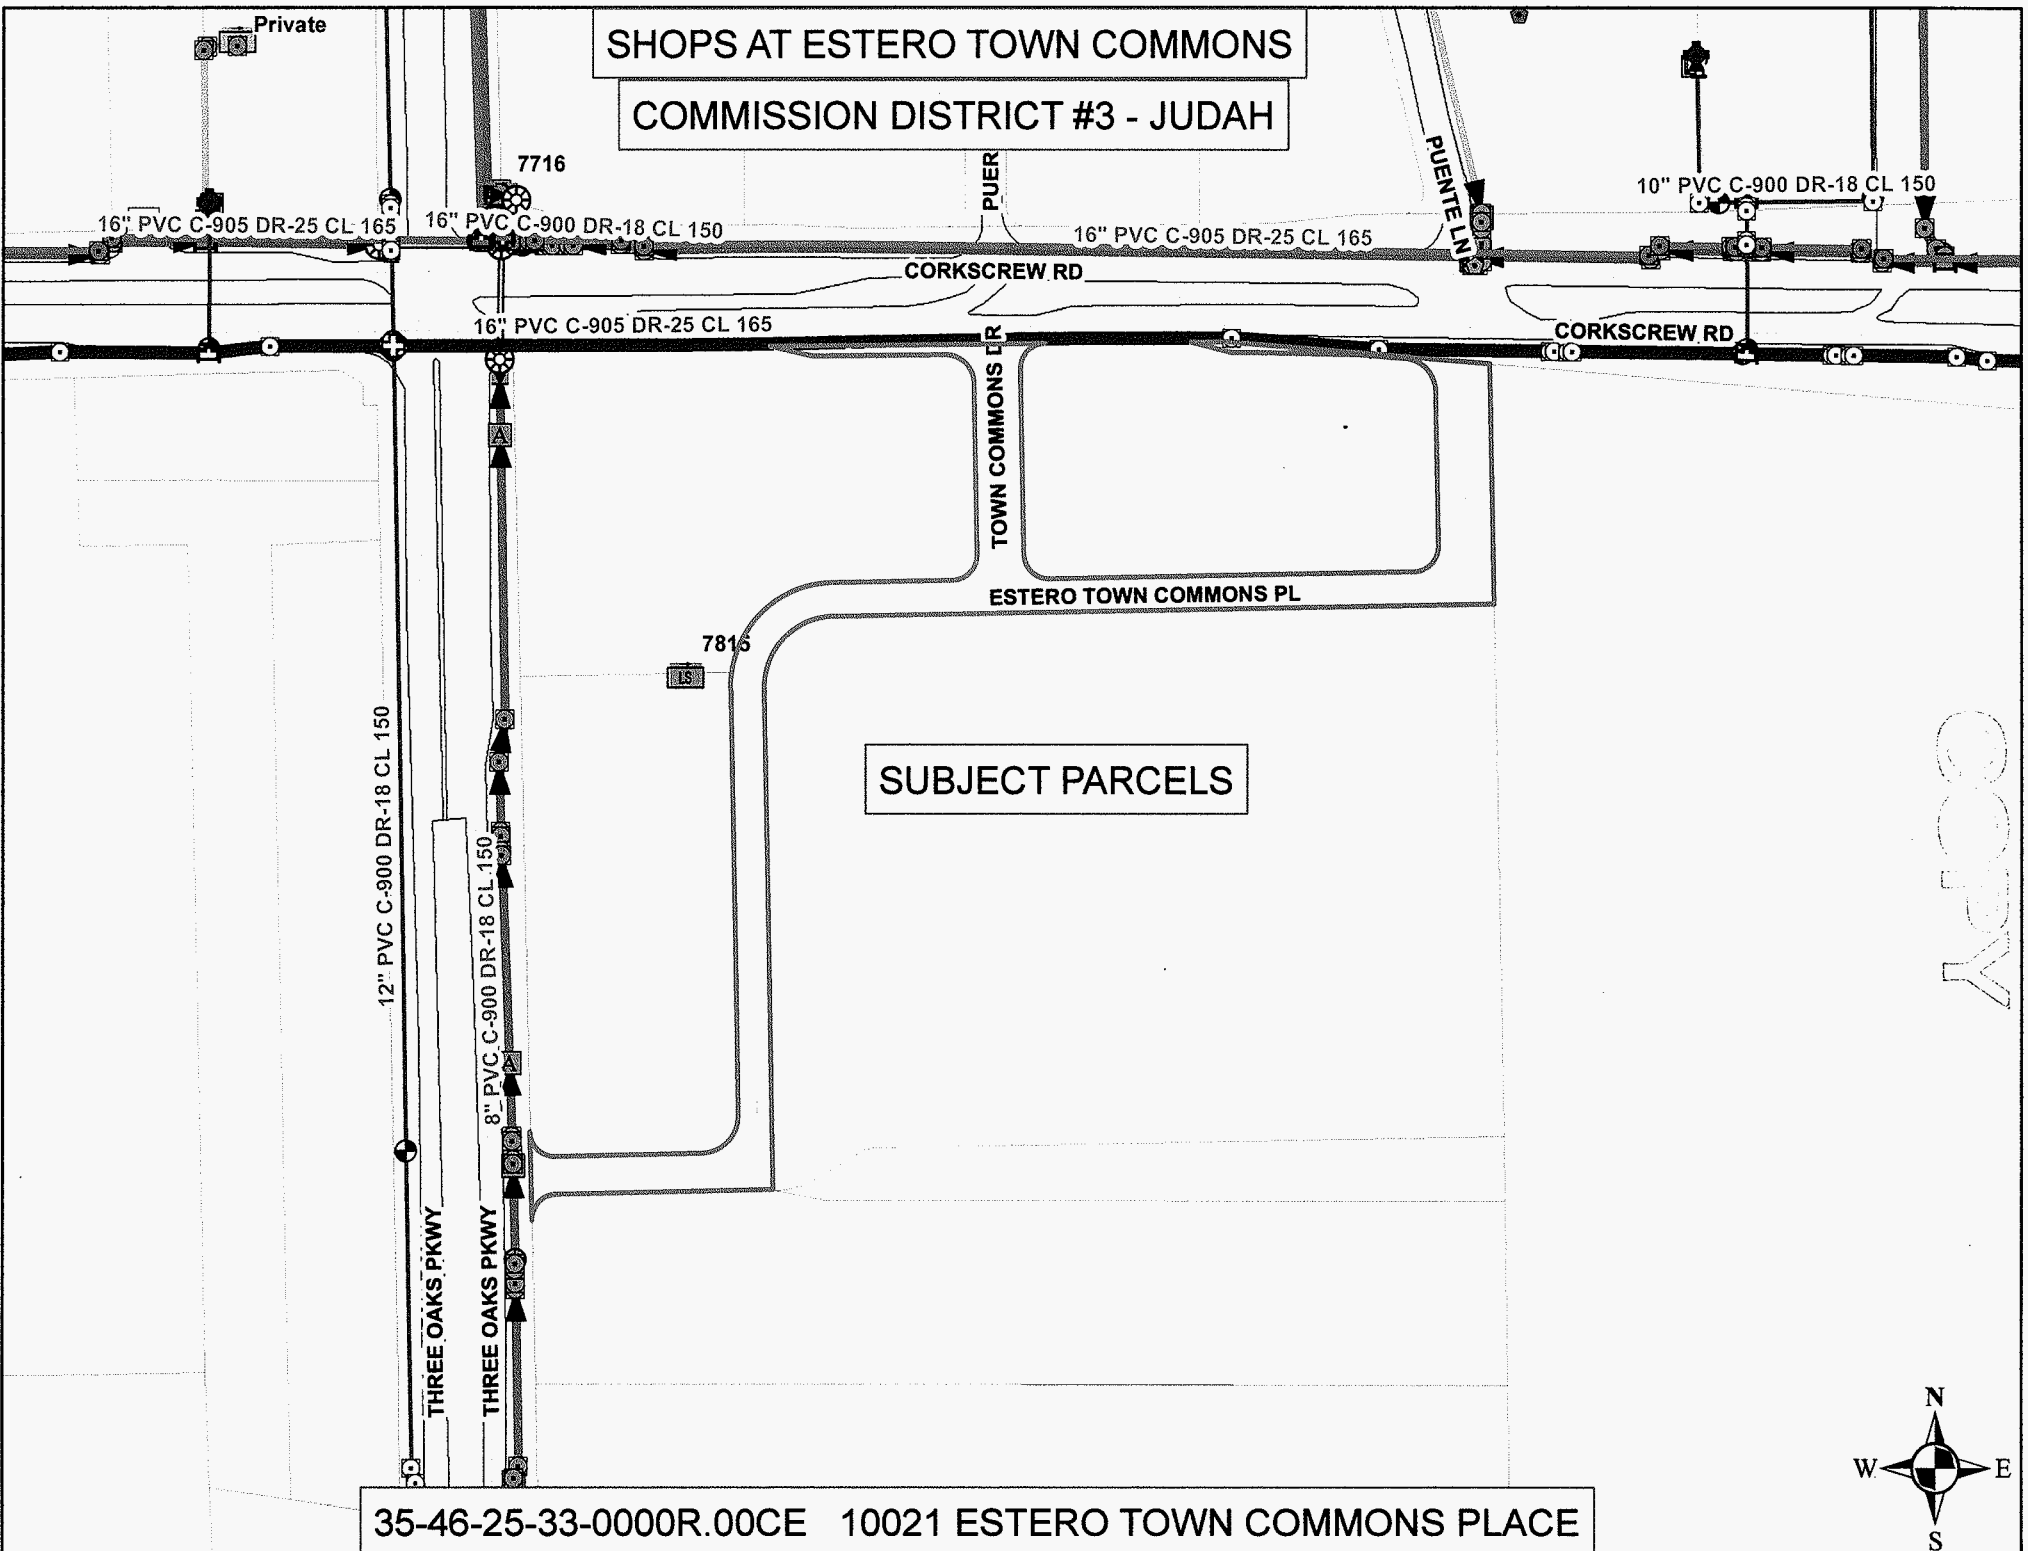 Private
SHOPS AT ESTERO TOWN COMMONS
COMMISSION DISTRICT #3 - JUDAH
7716
PUER
PUENTE LN
10" PVC C-900 DR-18 CL 150
16" PVC C-905 DR-25 CL 165
16" PVC C-900 DR-18 CL 150
16" PVC C-905 DR-25 CL 165
CORKSCREW RD
16" PVC C-905 DR-25 CL 165
CORKSCREW RD
TOWN COMMONS DR
A
ESTERO TOWN COMMONS PL
7815
LS
SUBJECT PARCELS
COPY
12" PVC C-900 DR-18 CL 150
8" PVC C-900 DR-18 CL 150
A
THREE OAKS PKWY
THREE OAKS PKWY
N
W E
S
35-46-25-33-0000R.00CE 10021 ESTERO TOWN COMMONS PLACE